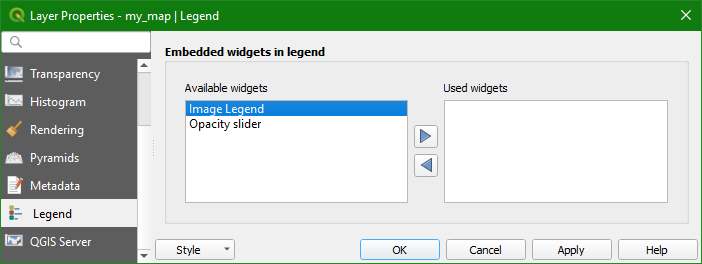 Layer Properties - my_map | Legend
Transparency
Histogram
Rendering
Pyramids
Metadata
Legend
QGIS Server
Embedded widgets in legend
Available widgets
Image Legend
Opacity slider
Used widgets
Style
OK
Cancel
Apply
Help